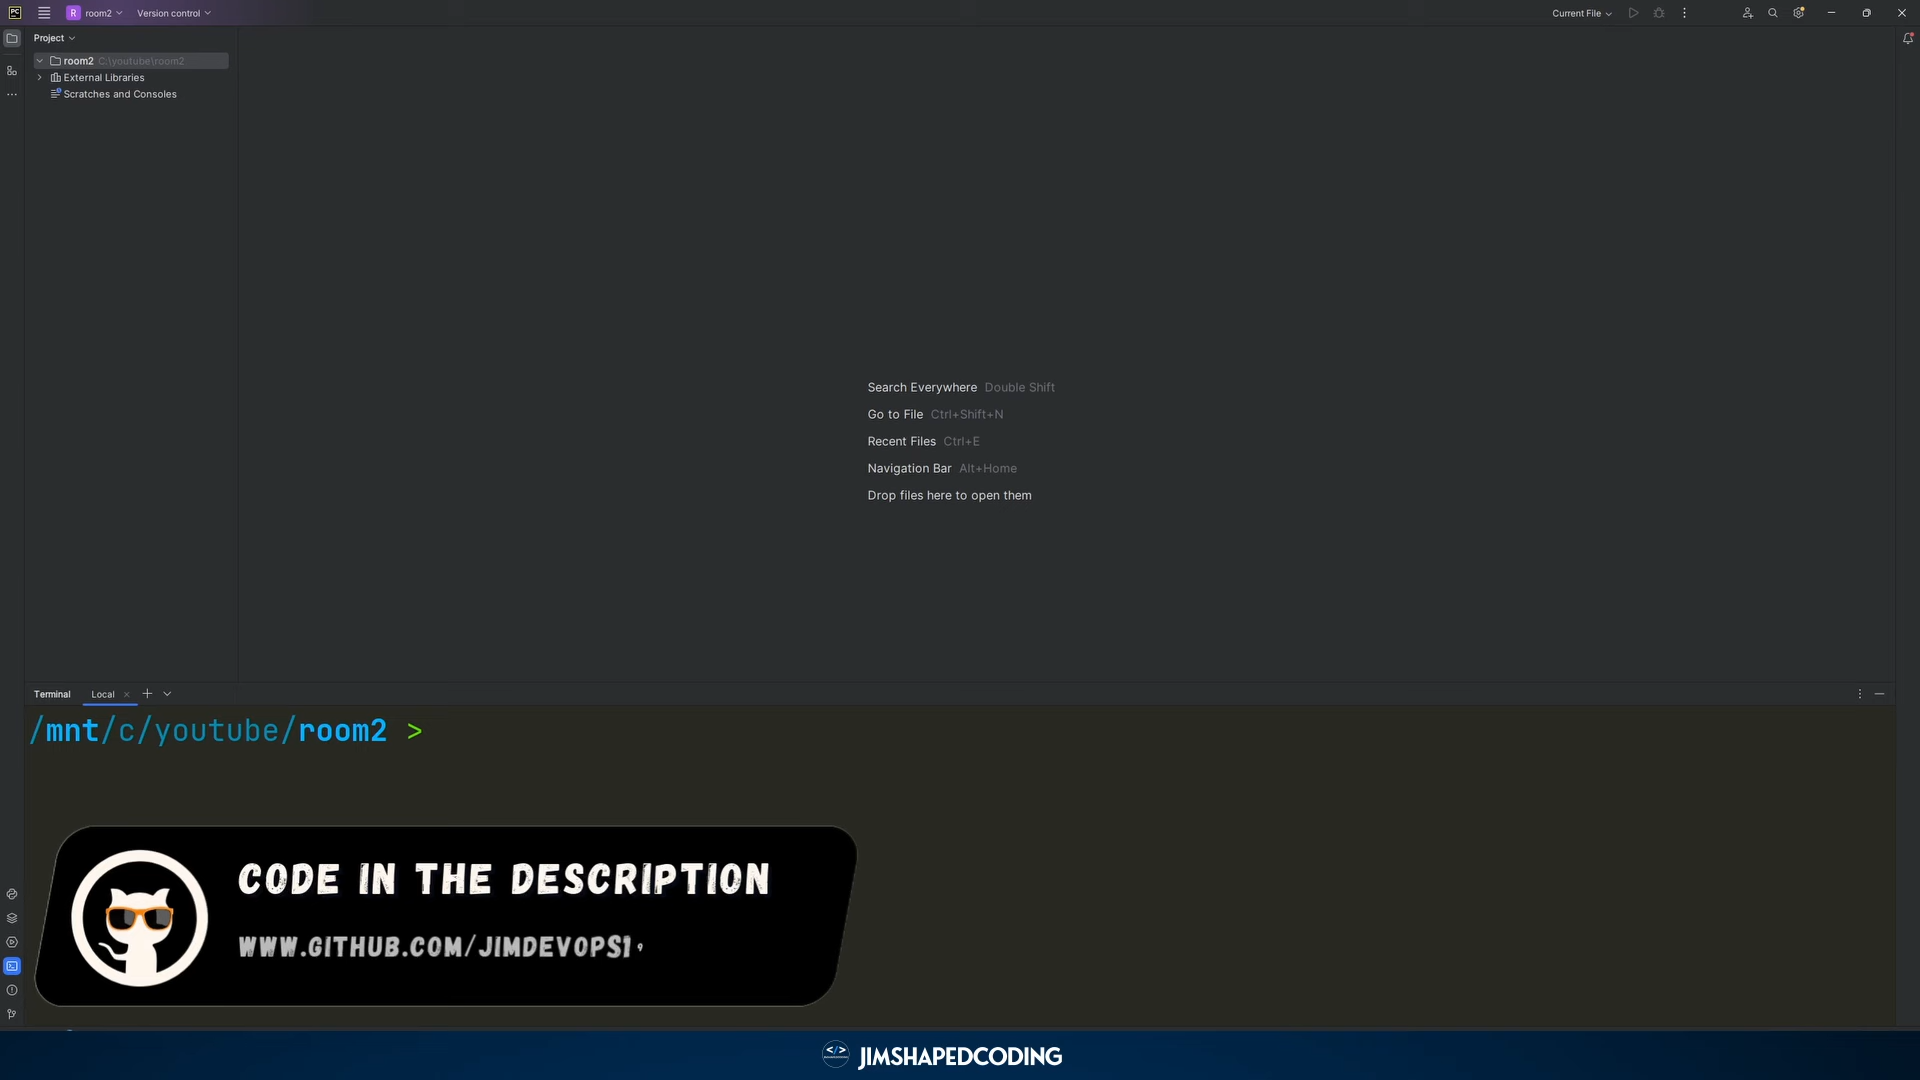 PC
R room2 Version control Current File
Project
room2 C:\youtube\room2
External Libraries
Scratches and Consoles
Search Everywhere Double Shift
Go to File Ctrl+Shift+N
Recent Files Ctrl+E
Navigation Bar Alt+Home
Drop files here to open them
Terminal Local
/mnt/c/youtube/room2 >
CODE IN THE DESCRIPTION
WWW.GITHUB.COM/JIMDEVOPS1
</> JIMSHAPEDCODING